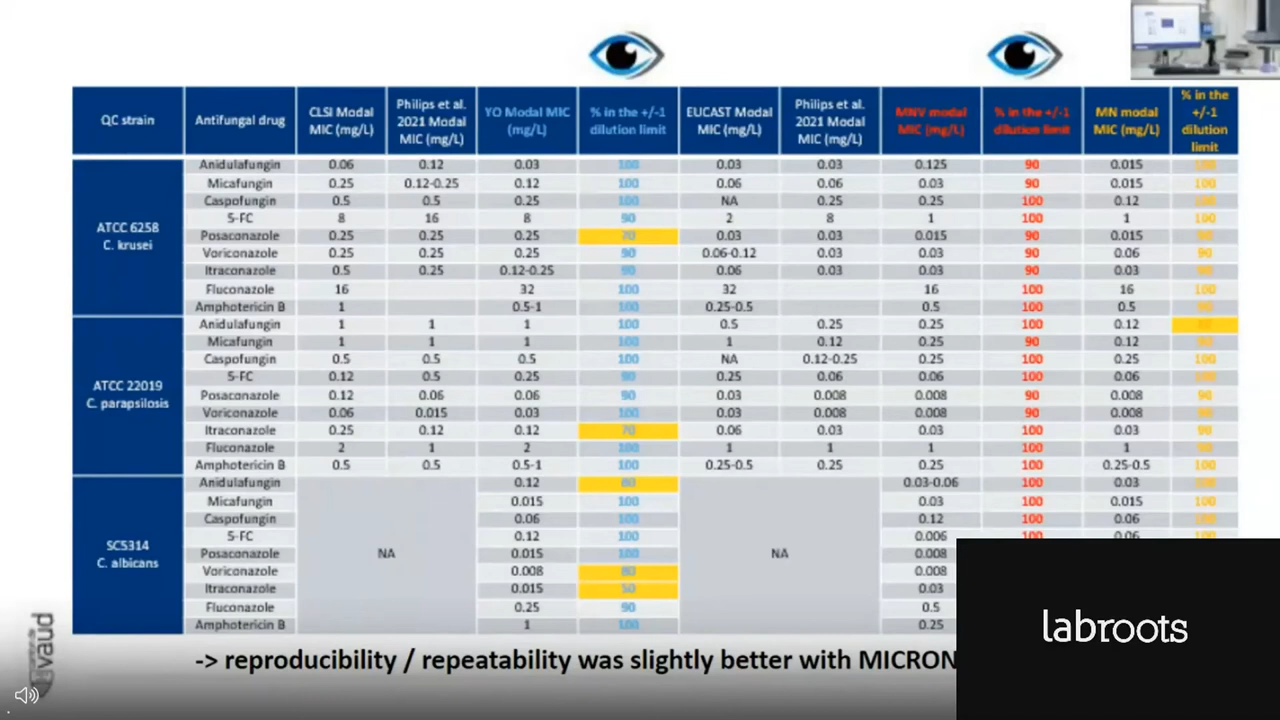 QC strain Antifungal drug CLSI Modal MIC (mg/L) Philips et al. 2021 Modal MIC (mg/L) YO Modal MIC (mg/L) % in the +/-1 dilution limit EUCAST Modal MIC (mg/L) Philips et al. 2021 Modal MIC (mg/L) MNV modal MIC (mg/L) % in the +/-1 dilution limit MN modal MIC (mg/L) % in the +/-1 dilution limit
ATCC 6258 C. krusei
Anidulafungin 0.06 0.12 0.03 100 0.03 0.03 0.125 90 0.015
Micafungin 0.25 0.12-0.25 0.12 100 0.06 0.06 0.03 90 0.015 100
Caspofungin 0.5 0.5 0.25 100 NA 0.25 0.25 100 0.12
5-FC 8 16 8 90 2 8 1 100 1 100
Posaconazole 0.25 0.25 0.25 70 0.03 0.03 0.015 90 0.015
Voriconazole 0.25 0.25 0.25 90 0.06-0.12 0.03 0.03 90 0.06 90
Itraconazole 0.5 0.25 0.12-0.25 90 0.06 0.03 0.03 90 0.03
Fluconazole 16 32 100 32 16 100 16 100
Amphotericin B 1 0.5-1 100 0.25-0.5 0.5 100 0.5
ATCC 22019 C. parapsilosis
Anidulafungin 1 1 1 100 0.5 0.25 0.25 100 0.12
Micafungin 1 1 1 100 1 0.12 0.25 90 0.12
Caspofungin 0.5 0.5 0.5 100 NA 0.12-0.25 0.25 100 0.25 100
5-FC 0.12 0.5 0.25 90 0.25 0.06 0.06 100 0.06
Posaconazole 0.12 0.06 0.06 90 0.03 0.008 0.008 90 0.008 90
Voriconazole 0.06 0.015 0.03 100 0.03 0.008 0.008 90 0.008
Itraconazole 0.25 0.12 0.12 70 0.06 0.03 0.03 100 0.03 90
Fluconazole 2 1 2 100 1 1 1 100 1
Amphotericin B 0.5 0.5 0.5-1 100 0.25-0.5 0.25 0.25 100 0.25-0.5 100
SC5314 C. albicans
NA
NA
Anidulafungin 0.12 80 0.03-0.06 100 0.03
Micafungin 0.015 100 0.03 100 0.015 100
Caspofungin 0.06 100 0.12 100 0.06
5-FC 0.12 100 0.006 100 0.06 100
Posaconazole 0.015 100 0.008
Voriconazole 0.008 80 0.008
Itraconazole 0.015 50 0.03
Fluconazole 0.25 90 0.5
Amphotericin B 1 100 0.25
-> reproducibility / repeatability was slightly better with MICRON
labroots
vaud